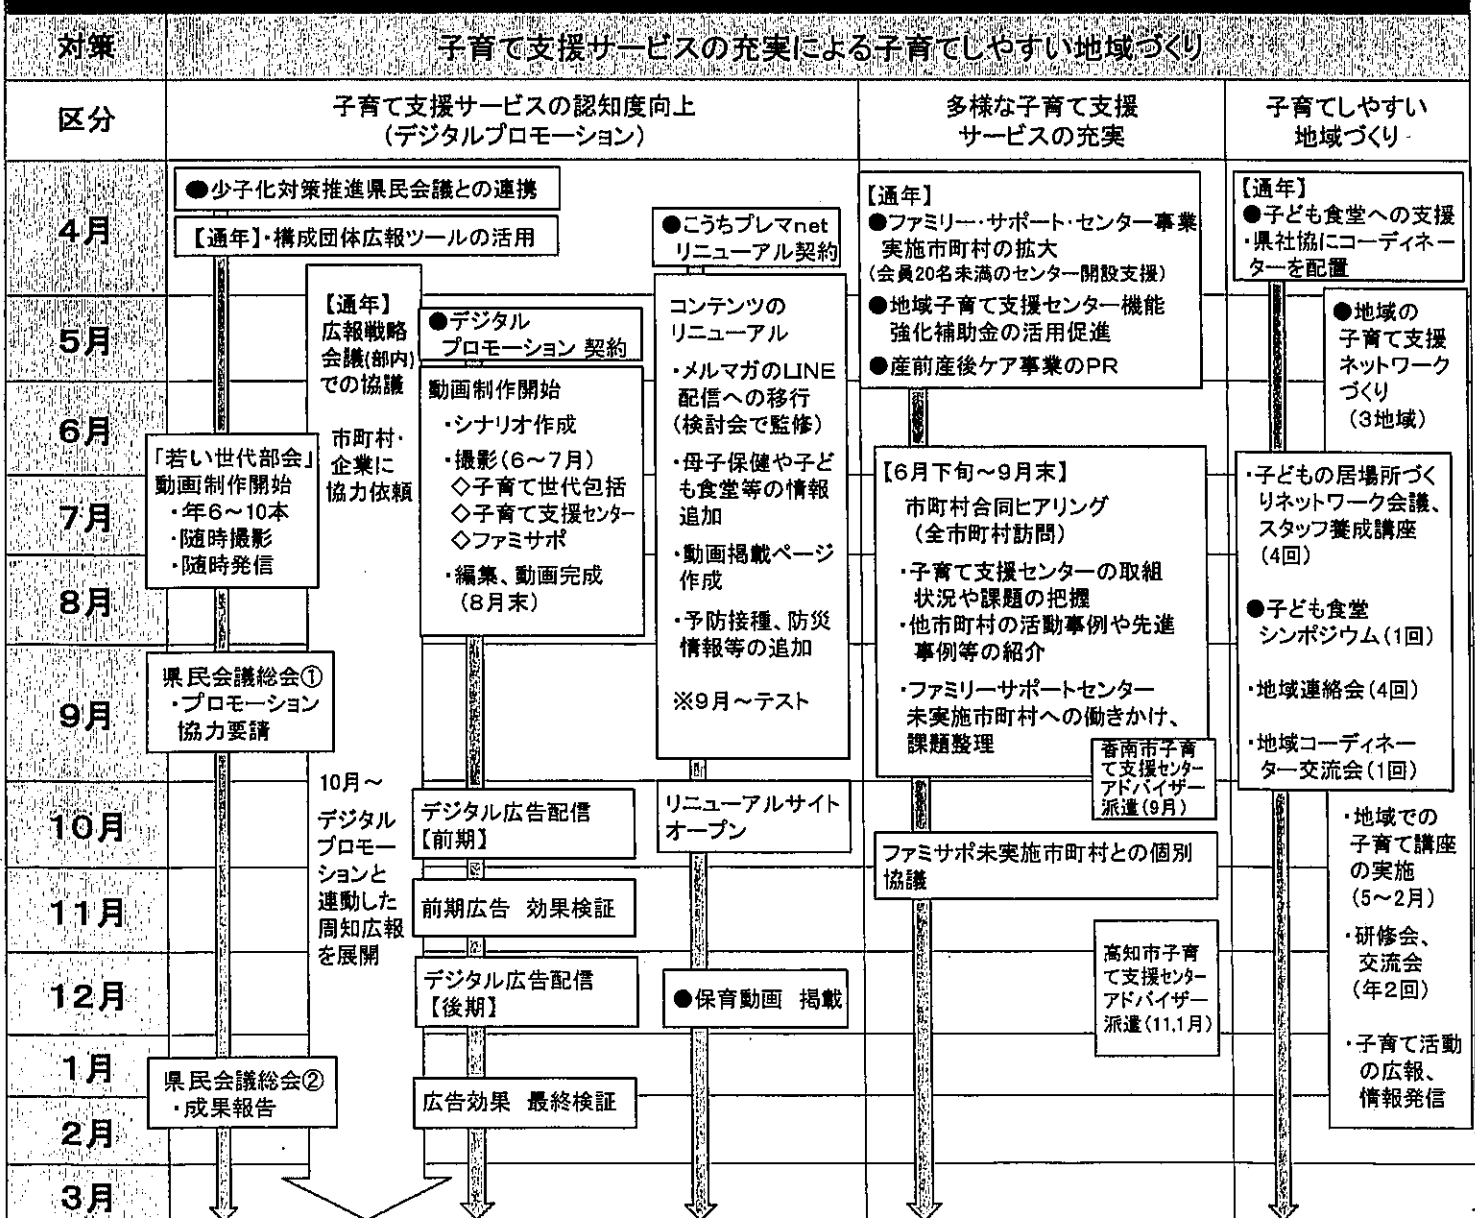 対策
子育て支援サービスの充実による子育てしやすい地域づくり
区分
子育て支援サービスの認知度向上
(デジタルプロモーション)
多様な子育て支援
サービスの充実
子育てしやすい
地域づくり
4月
5月
6月
7月
8月
9月
10月
11月
12月
1月
2月
3月
●少子化対策推進県民会議との連携
【通年】・構成団体広報ツールの活用
「若い世代部会」
動画制作開始
・年6~10本
・随時撮影
・随時発信
県民会議総会①
・プロモーション
協力要請
県民会議総会②
・成果報告
【通年】
広報戦略
会議(部内)
での協議
市町村・
企業に
協力依頼
10月~
デジタル
プロモー
ションと
連動した
周知広報
を展開
●デジタル
プロモーション 契約
動画制作開始
・シナリオ作成
・撮影(6~7月)
◇子育て世代包括
◇子育て支援センター
◇ファミサポ
・編集、動画完成
(8月末)
デジタル広告配信
【前期】
前期広告 効果検証
デジタル広告配信
【後期】
広告効果 最終検証
●こうちプレマnet
リニューアル契約
コンテンツの
リニューアル
・メルマガのLINE
配信への移行
(検討会で監修)
・母子保健や子ど
も食堂等の情報
追加
・動画掲載ページ
作成
・予防接種、防災
情報等の追加
※9月~テスト
リニューアルサイト
オープン
●保育動画 掲載
【通年】
●ファミリー・サポート・センター事業
実施市町村の拡大
(会員20名未満のセンター開設支援)
●地域子育て支援センター機能
強化補助金の活用促進
●産前産後ケア事業のPR
【6月下旬~9月末】
市町村合同ヒアリング
(全市町村訪問)
・子育て支援センターの取組
状況や課題の把握
・他市町村の活動事例や先進
事例等の紹介
・ファミリーサポートセンター
未実施市町村への働きかけ、
課題整理
香南市子育
て支援センター
アドバイザー
派遣(9月)
ファミサポ未実施市町村との個別
協議
高知市子育
て支援センター
アドバイザー
派遣(11,1月)
【通年】
●子ども食堂への支援
・県社協にコーディネー
ターを配置
●地域の
子育て支援
ネットワーク
づくり
(3地域)
・子どもの居場所づく
りネットワーク会議、
スタッフ養成講座
(4回)
●子ども食堂
シンポジウム(1回)
・地域連絡会(4回)
・地域コーディネー
ター交流会(1回)
・地域での
子育て講座
の実施
(5~2月)
・研修会、
交流会
(年2回)
・子育て活動
の広報、
情報発信